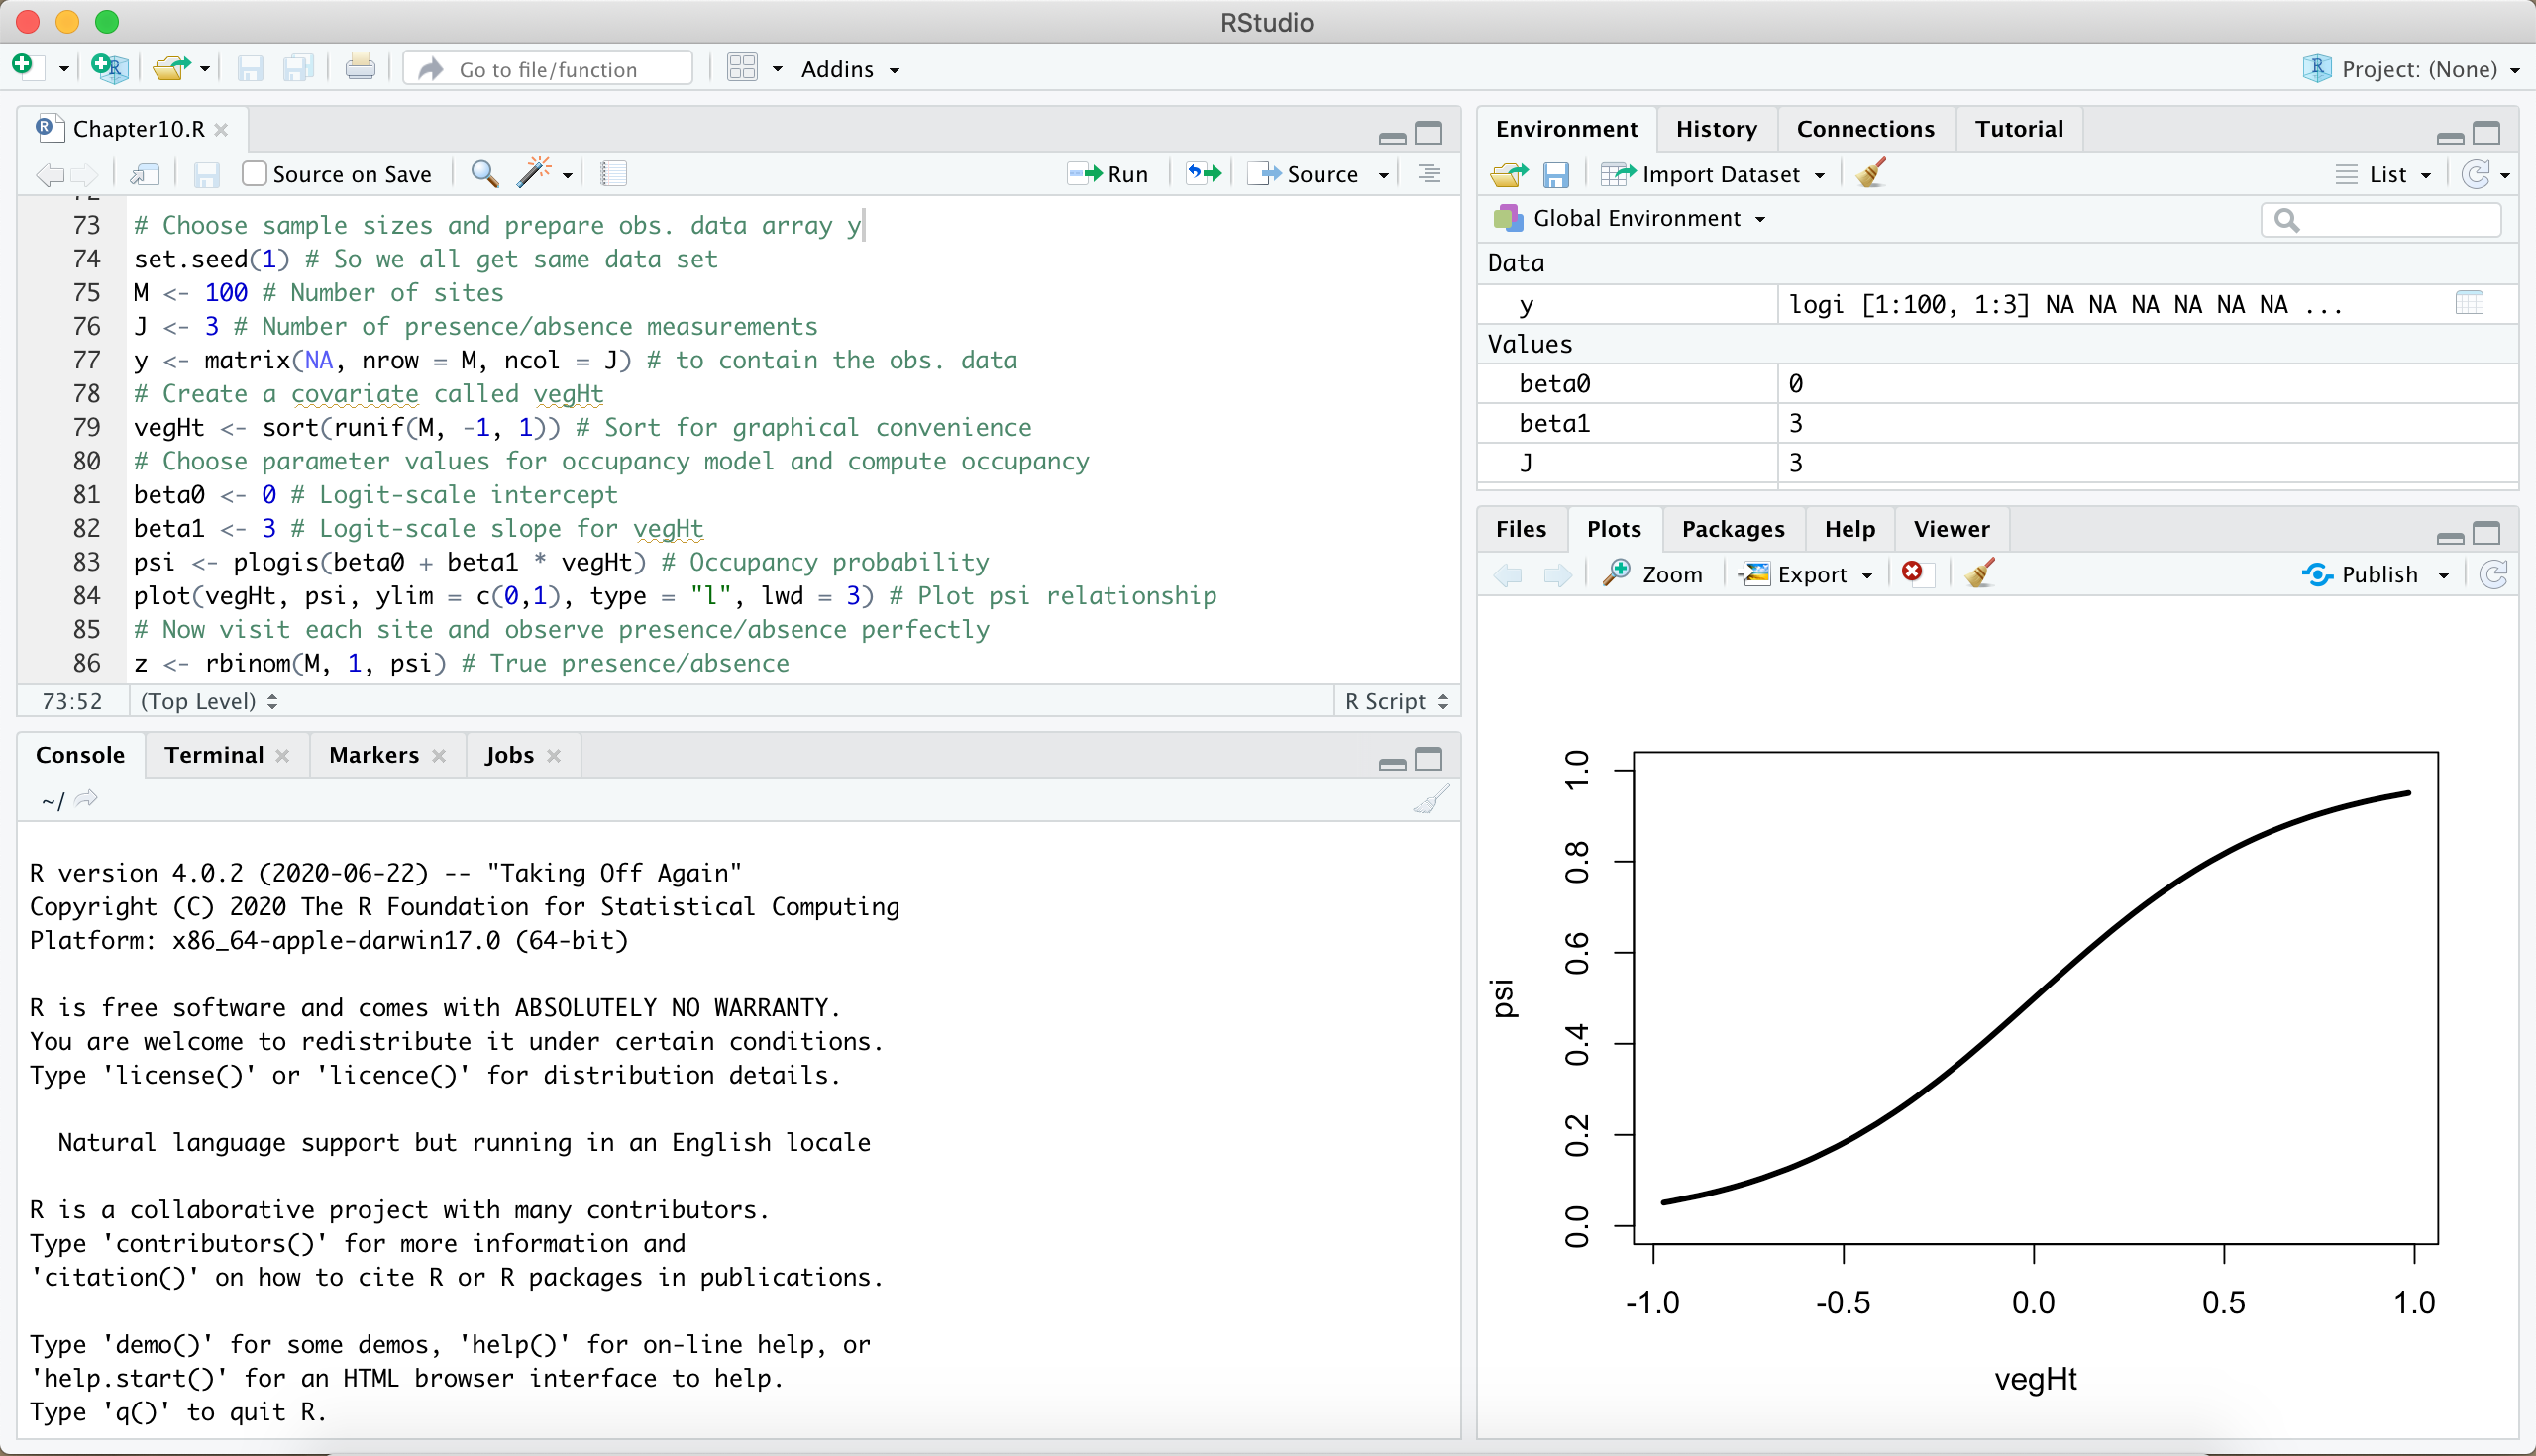 RStudio
Go to file/function
Addins
Project: (None)
Chapter10.R
Source on Save
Run
Source
73 # Choose sample sizes and prepare obs. data array y
74 set.seed(1) # So we all get same data set
75 M <- 100 # Number of sites
76 J <- 3 # Number of presence/absence measurements
77 y <- matrix(NA, nrow = M, ncol = J) # to contain the obs. data
78 # Create a covariate called vegHt
79 vegHt <- sort(runif(M, -1, 1)) # Sort for graphical convenience
80 # Choose parameter values for occupancy model and compute occupancy
81 beta0 <- 0 # Logit-scale intercept
82 beta1 <- 3 # Logit-scale slope for vegHt
83 psi <- plogis(beta0 + beta1 * vegHt) # Occupancy probability
84 plot(vegHt, psi, ylim = c(0,1), type = "l", lwd = 3) # Plot psi relationship
85 # Now visit each site and observe presence/absence perfectly
86 z <- rbinom(M, 1, psi) # True presence/absence
73:52 (Top Level) R Script
Console Terminal Markers Jobs
~/
R version 4.0.2 (2020-06-22) -- "Taking Off Again"
Copyright (C) 2020 The R Foundation for Statistical Computing
Platform: x86_64-apple-darwin17.0 (64-bit)
R is free software and comes with ABSOLUTELY NO WARRANTY.
You are welcome to redistribute it under certain conditions.
Type 'license()' or 'licence()' for distribution details.
Natural language support but running in an English locale
R is a collaborative project with many contributors.
Type 'contributors()' for more information and
'citation()' on how to cite R or R packages in publications.
Type 'demo()' for some demos, 'help()' for on-line help, or
'help.start()' for an HTML browser interface to help.
Type 'q()' to quit R.
Environment History Connections Tutorial
Import Dataset
List
Global Environment
Data
y logi [1:100, 1:3] NA NA NA NA NA NA ...
Values
beta0 0
beta1 3
J 3
Files Plots Packages Help Viewer
Zoom Export Publish
1.0
0.8
0.6
0.4
0.2
0.0
psi
-1.0 -0.5 0.0 0.5 1.0
vegHt